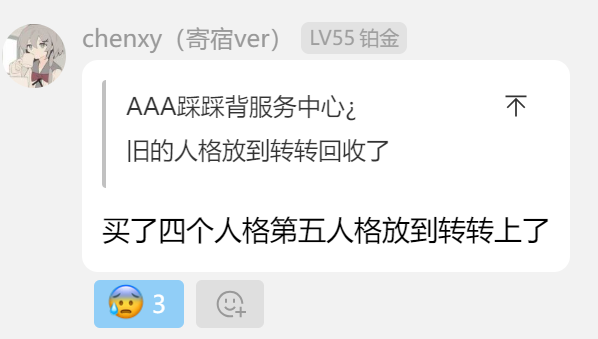 chenxy（寄宿ver） LV55 铂金
AAA踩踩背服务中心¿
旧的人格放到转转回收了
买了四个人格第五人格放到转转上了
3